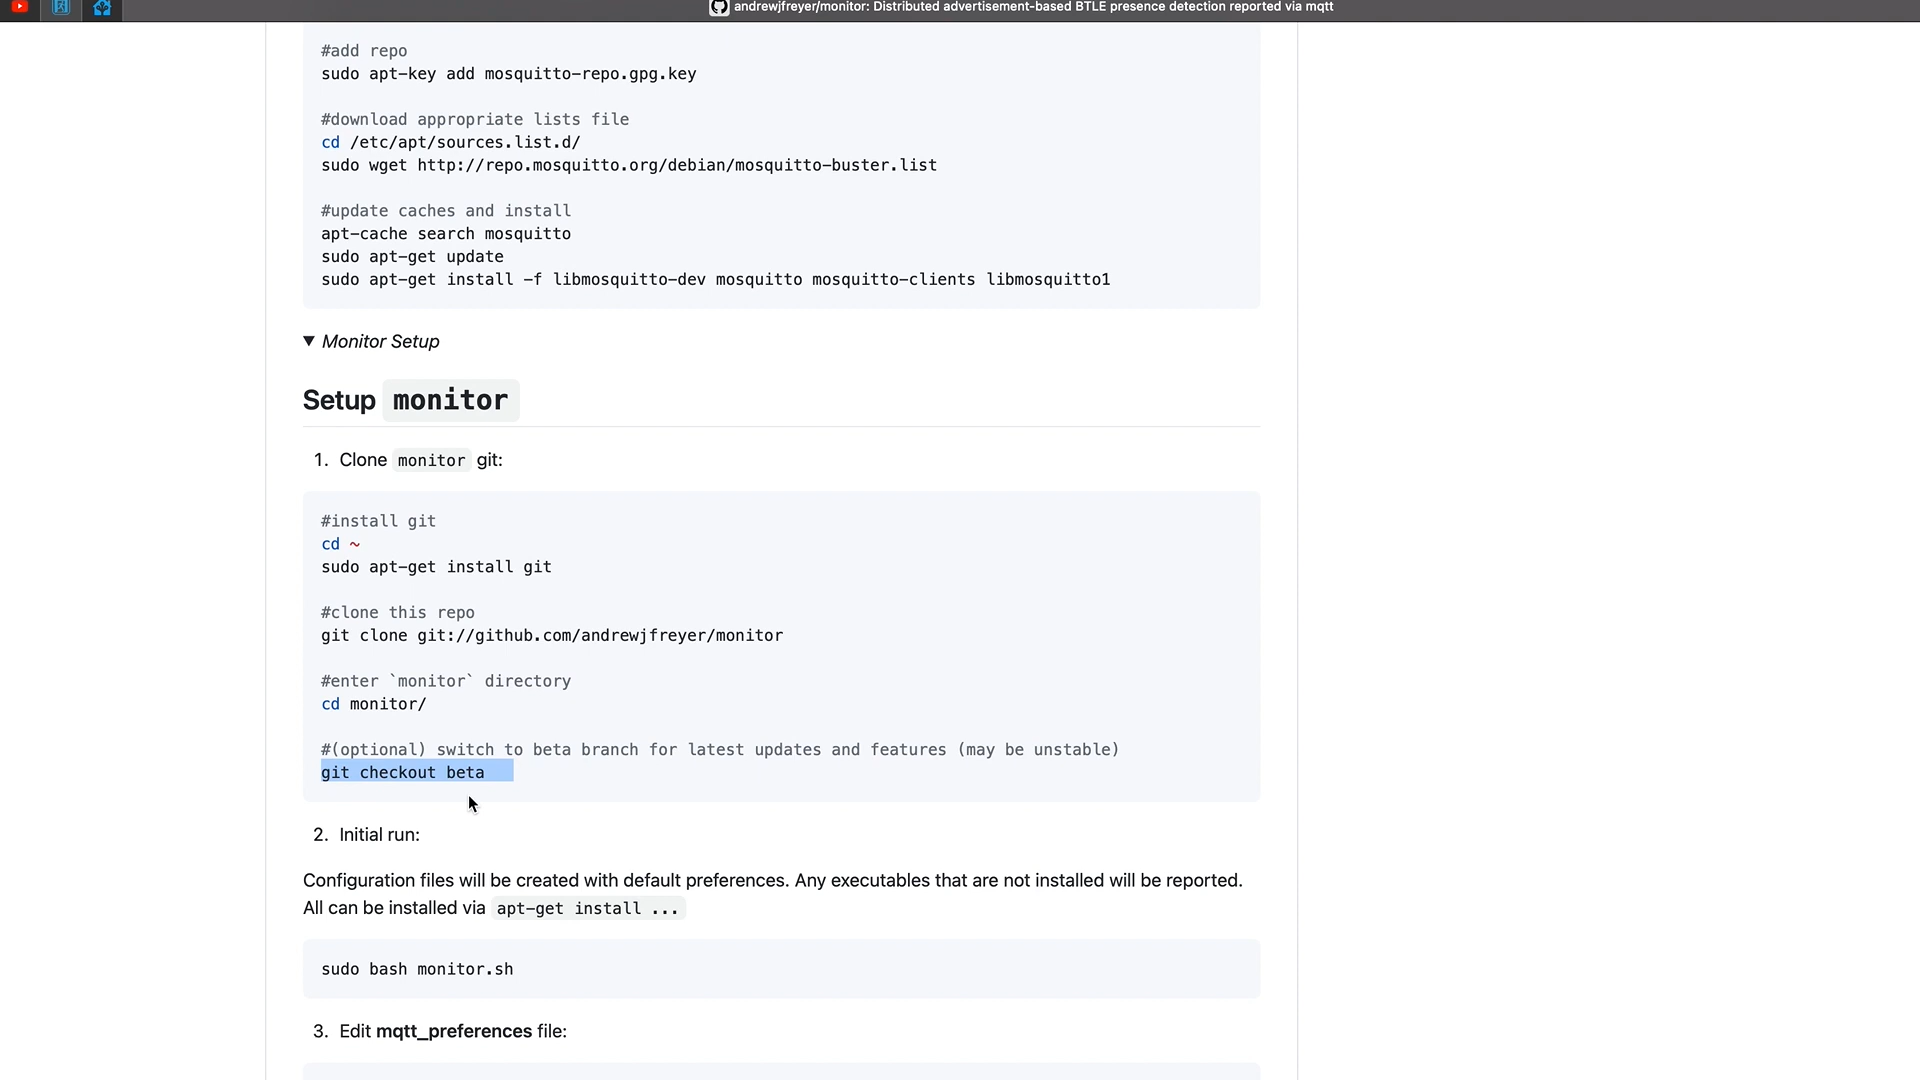 andrewjfreyer/monitor: Distributed advertisement-based BTLE presence detection reported via mqtt
#add repo
sudo apt-key add mosquitto-repo.gpg.key
#download appropriate lists file
cd /etc/apt/sources.list.d/
sudo wget http://repo.mosquitto.org/debian/mosquitto-buster.list
#update caches and install
apt-cache search mosquitto
sudo apt-get update
sudo apt-get install -f libmosquitto-dev mosquitto mosquitto-clients libmosquitto1
▼ Monitor Setup
Setup monitor
1. Clone monitor git:
#install git
cd ~
sudo apt-get install git
#clone this repo
git clone git://github.com/andrewjfreyer/monitor
#enter `monitor` directory
cd monitor/
#(optional) switch to beta branch for latest updates and features (may be unstable)
git checkout beta
2. Initial run:
Configuration files will be created with default preferences. Any executables that are not installed will be reported.
All can be installed via apt-get install ...
sudo bash monitor.sh
3. Edit mqtt_preferences file: